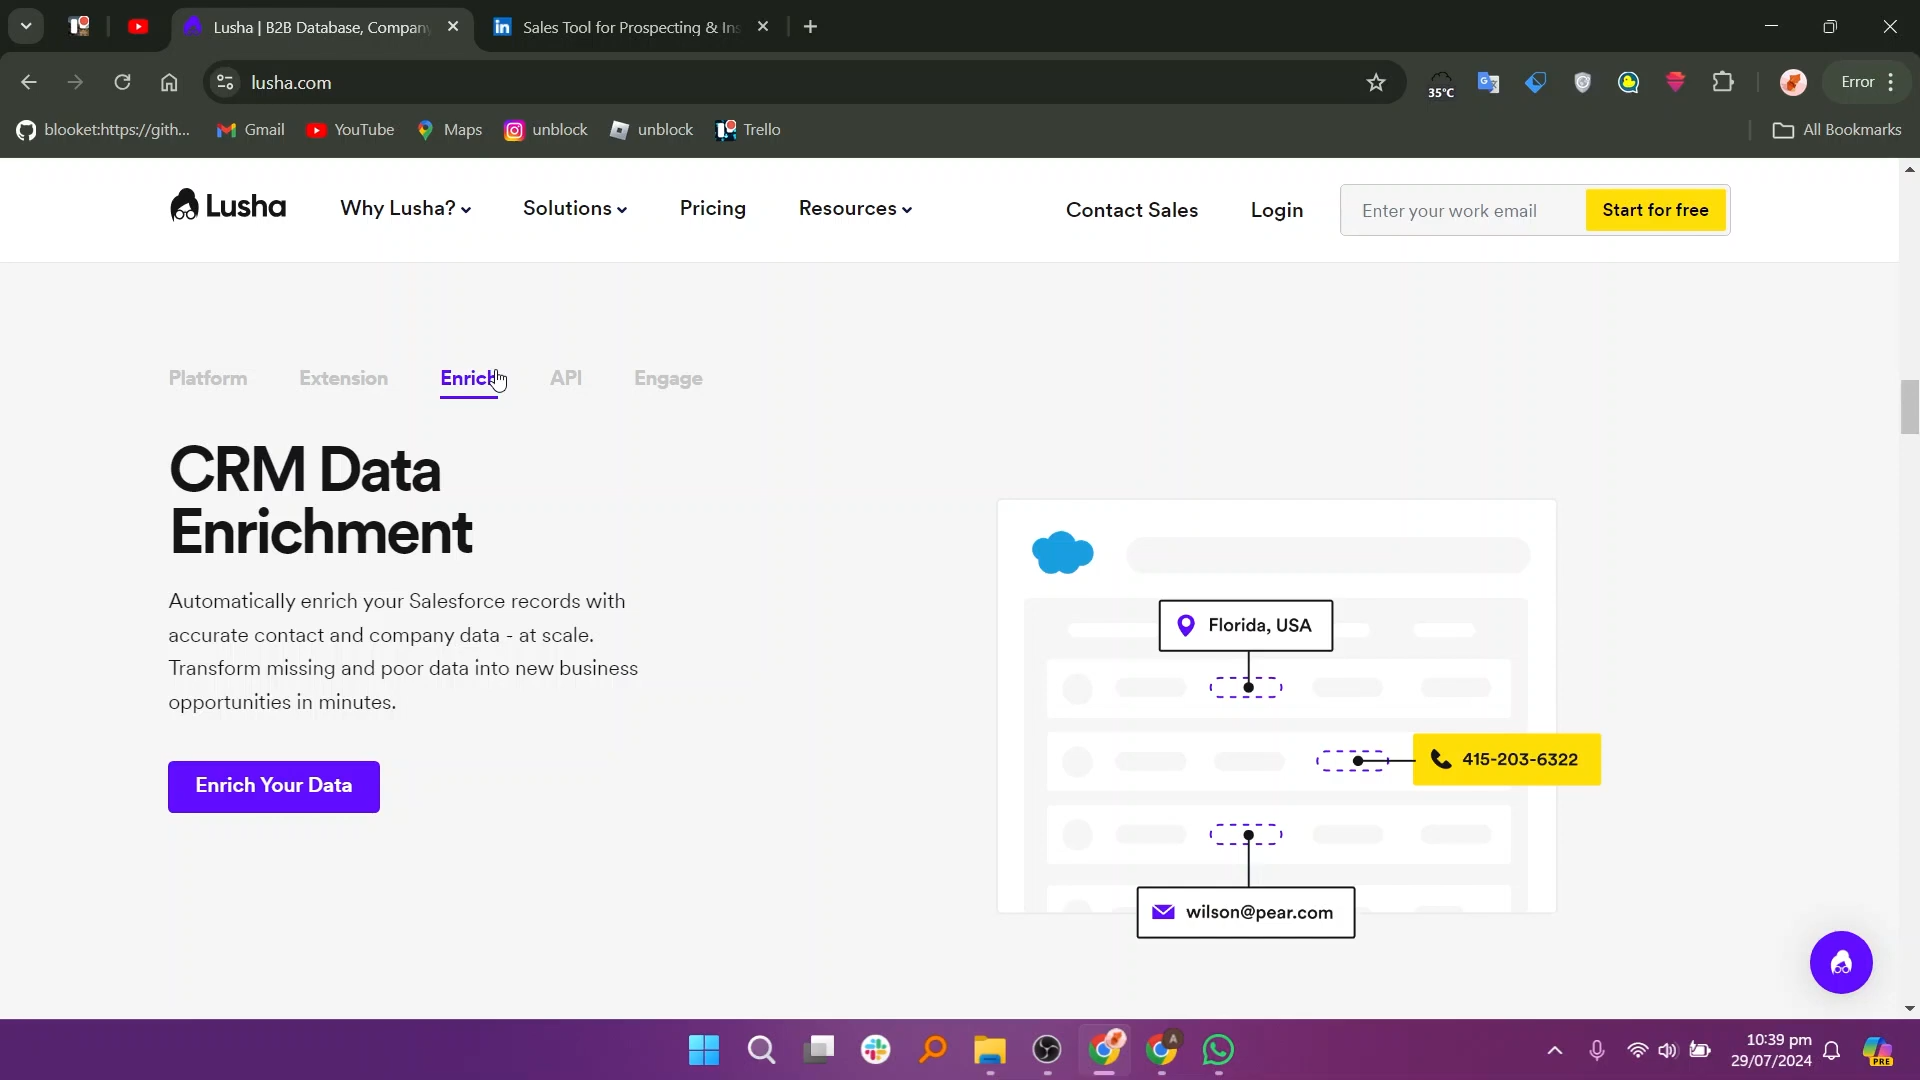 Lusha | B2B Database, Company
Sales Tool for Prospecting & Ins
lusha.com
35°C
Error
blooket:https://gith...
Gmail
YouTube
Maps
unblock
unblock
Trello
All Bookmarks
Lusha
Why Lusha?
Solutions
Pricing
Resources
Contact Sales
Login
Enter your work email
Start for free
Platform
Extension
Enrich
API
Engage
CRM Data
Enrichment
Automatically enrich your Salesforce records with
accurate contact and company data - at scale.
Transform missing and poor data into new business
opportunities in minutes.
Enrich Your Data
Florida, USA
415-203-6322
wilson@pear.com
10:39 pm
29/07/2024
PRE